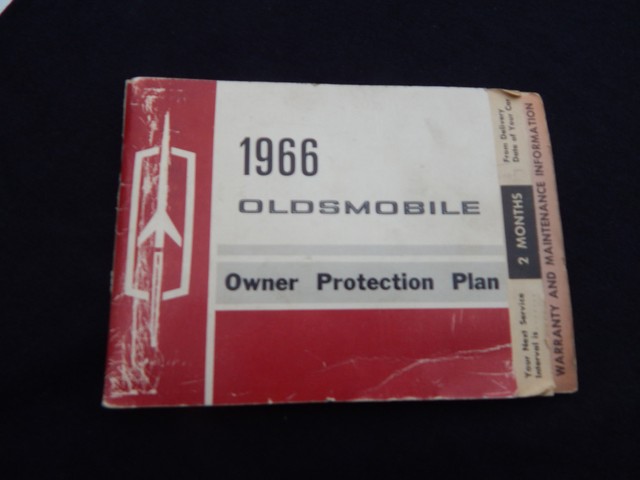 1966
OLDSMOBILE
Owner Protection Plan
Your Next Service
Interval is
2 MONTHS
From Delivery
Date of Your Car
WARRANTY AND MAINTENANCE INFORMATION